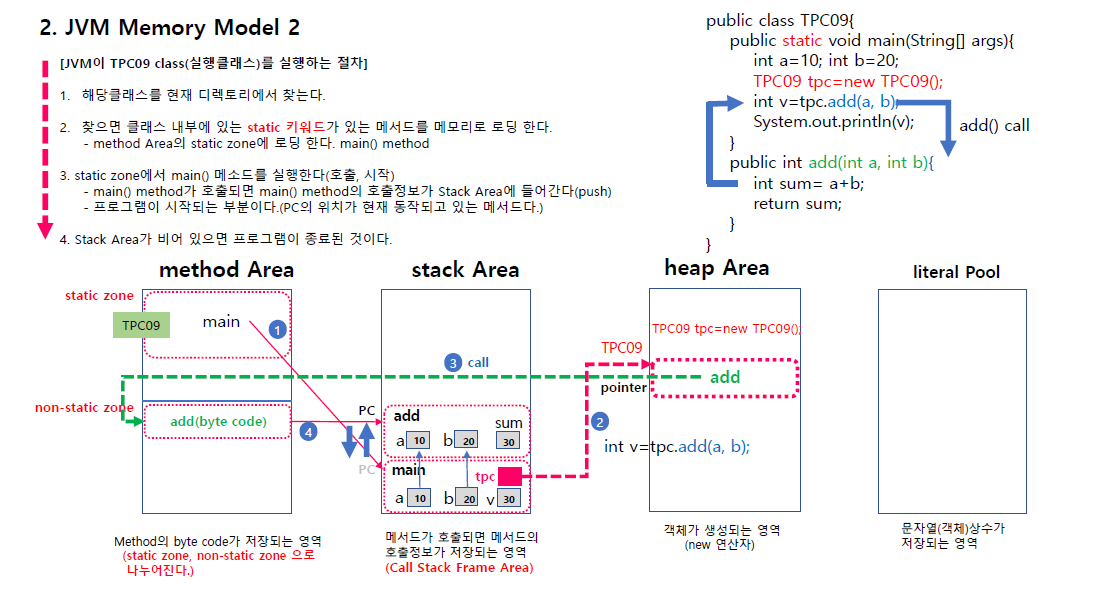 2. JVM Memory Model 2
[JVM이 TPC09 class(실행클래스)를 실행하는 절차]
1. 해당클래스를 현재 디렉토리에서 찾는다.
2. 찾으면 클래스 내부에 있는 static 키워드가 있는 메서드를 메모리로 로딩 한다.
- method Area의 static zone에 로딩 한다. main() method
3. static zone에서 main() 메소드를 실행한다(호출, 시작)
- main() method가 호출되면 main() method의 호출정보가 Stack Area에 들어간다(push)
- 프로그램이 시작되는 부분이다.(PC의 위치가 현재 동작되고 있는 메서드다.)
4. Stack Area가 비어 있으면 프로그램이 종료된 것이다.
public class TPC09{
public static void main(String[] args){
int a=10; int b=20;
TPC09 tpc=new TPC09();
int v=tpc.add(a, b);
System.out.println(v);
}
public int add(int a, int b){
int sum= a+b;
return sum;
}
}
add() call
method Area
static zone
TPC09
main
1
non-static zone
add(byte code)
4
Method의 byte code가 저장되는 영역
(static zone, non-static zone 으로
나누어진다.)
stack Area
3 call
PC
PC
add
sum
a 10 b 20 30
main
tpc
a 10 b 20 v 30
메서드가 호출되면 메서드의
호출정보가 저장되는 영역
(Call Stack Frame Area)
heap Area
TPC09 tpc=new TPC09();
TPC09
pointer
add
2
int v=tpc.add(a, b);
객체가 생성되는 영역
(new 연산자)
literal Pool
문자열(객체)상수가
저장되는 영역